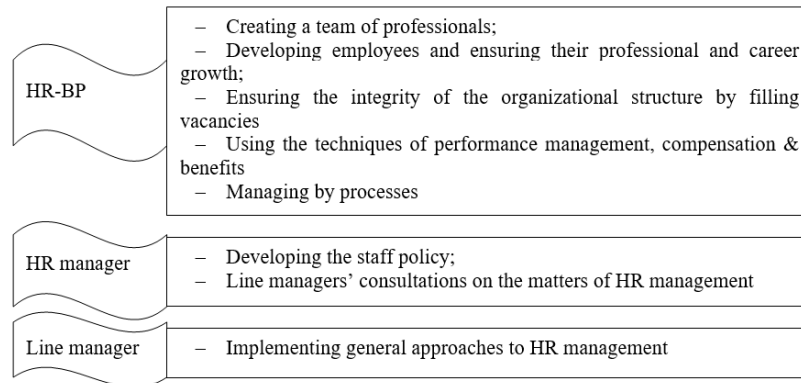 HR-BP
– Creating a team of professionals;
– Developing employees and ensuring their professional and career
growth;
– Ensuring the integrity of the organizational structure by filling
vacancies
– Using the techniques of performance management, compensation &
benefits
– Managing by processes
HR manager
– Developing the staff policy;
– Line managers’ consultations on the matters of HR management
Line manager
– Implementing general approaches to HR management